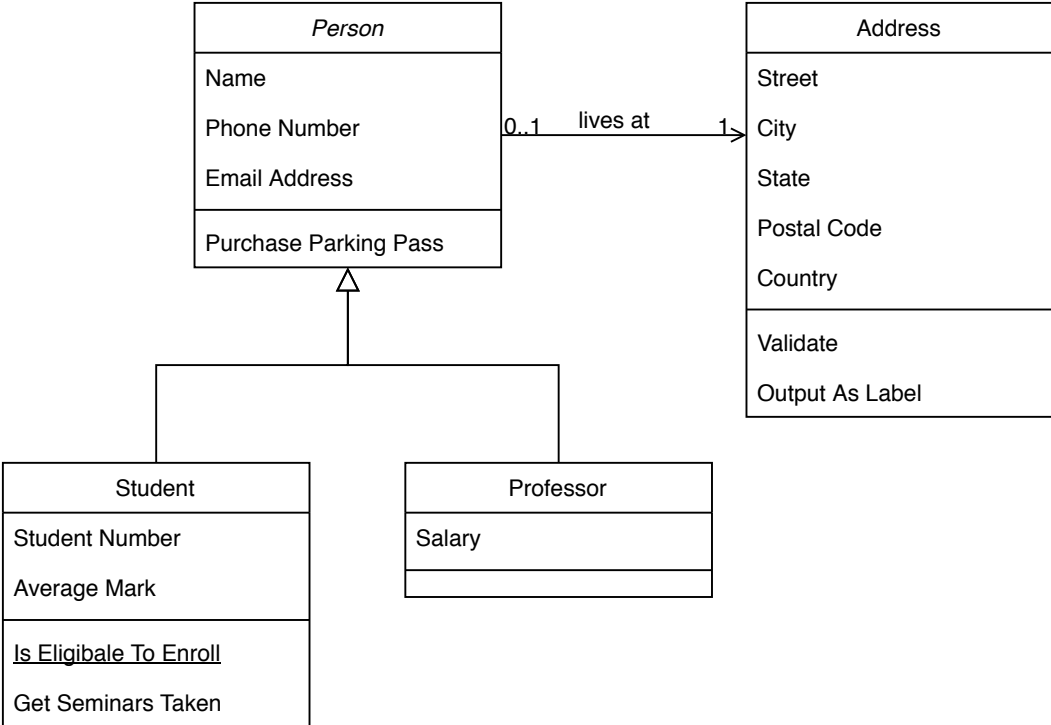 Person
Name
Phone Number
Email Address
Purchase Parking Pass
0..1
lives at
1
Address
Street
City
State
Postal Code
Country
Validate
Output As Label
Student
Student Number
Average Mark
Is Eligibale To Enroll
Get Seminars Taken
Professor
Salary